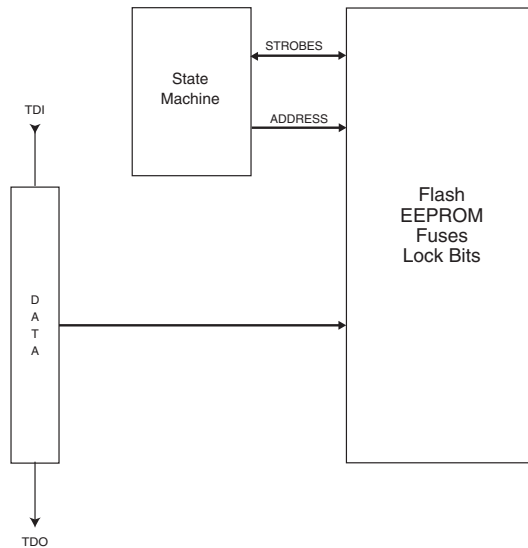 STROBES
State
Machine
ADDRESS
TDI
Flash
EEPROM
Fuses
Lock Bits
D
A
T
A
TDO